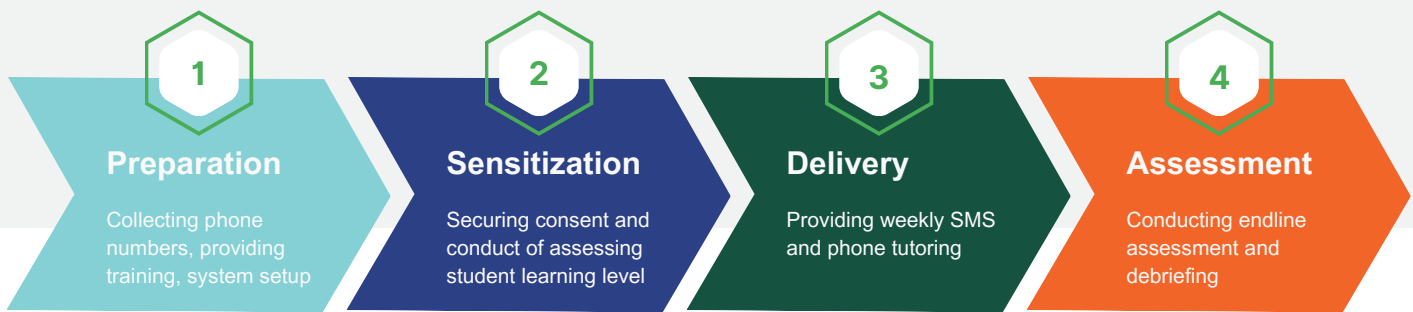 1
Preparation
Collecting phone
numbers, providing
training, system setup
2
Sensitization
Securing consent and
conduct of assessing
student learning level
3
Delivery
Providing weekly SMS
and phone tutoring
4
Assessment
Conducting endline
assessment and
debriefing